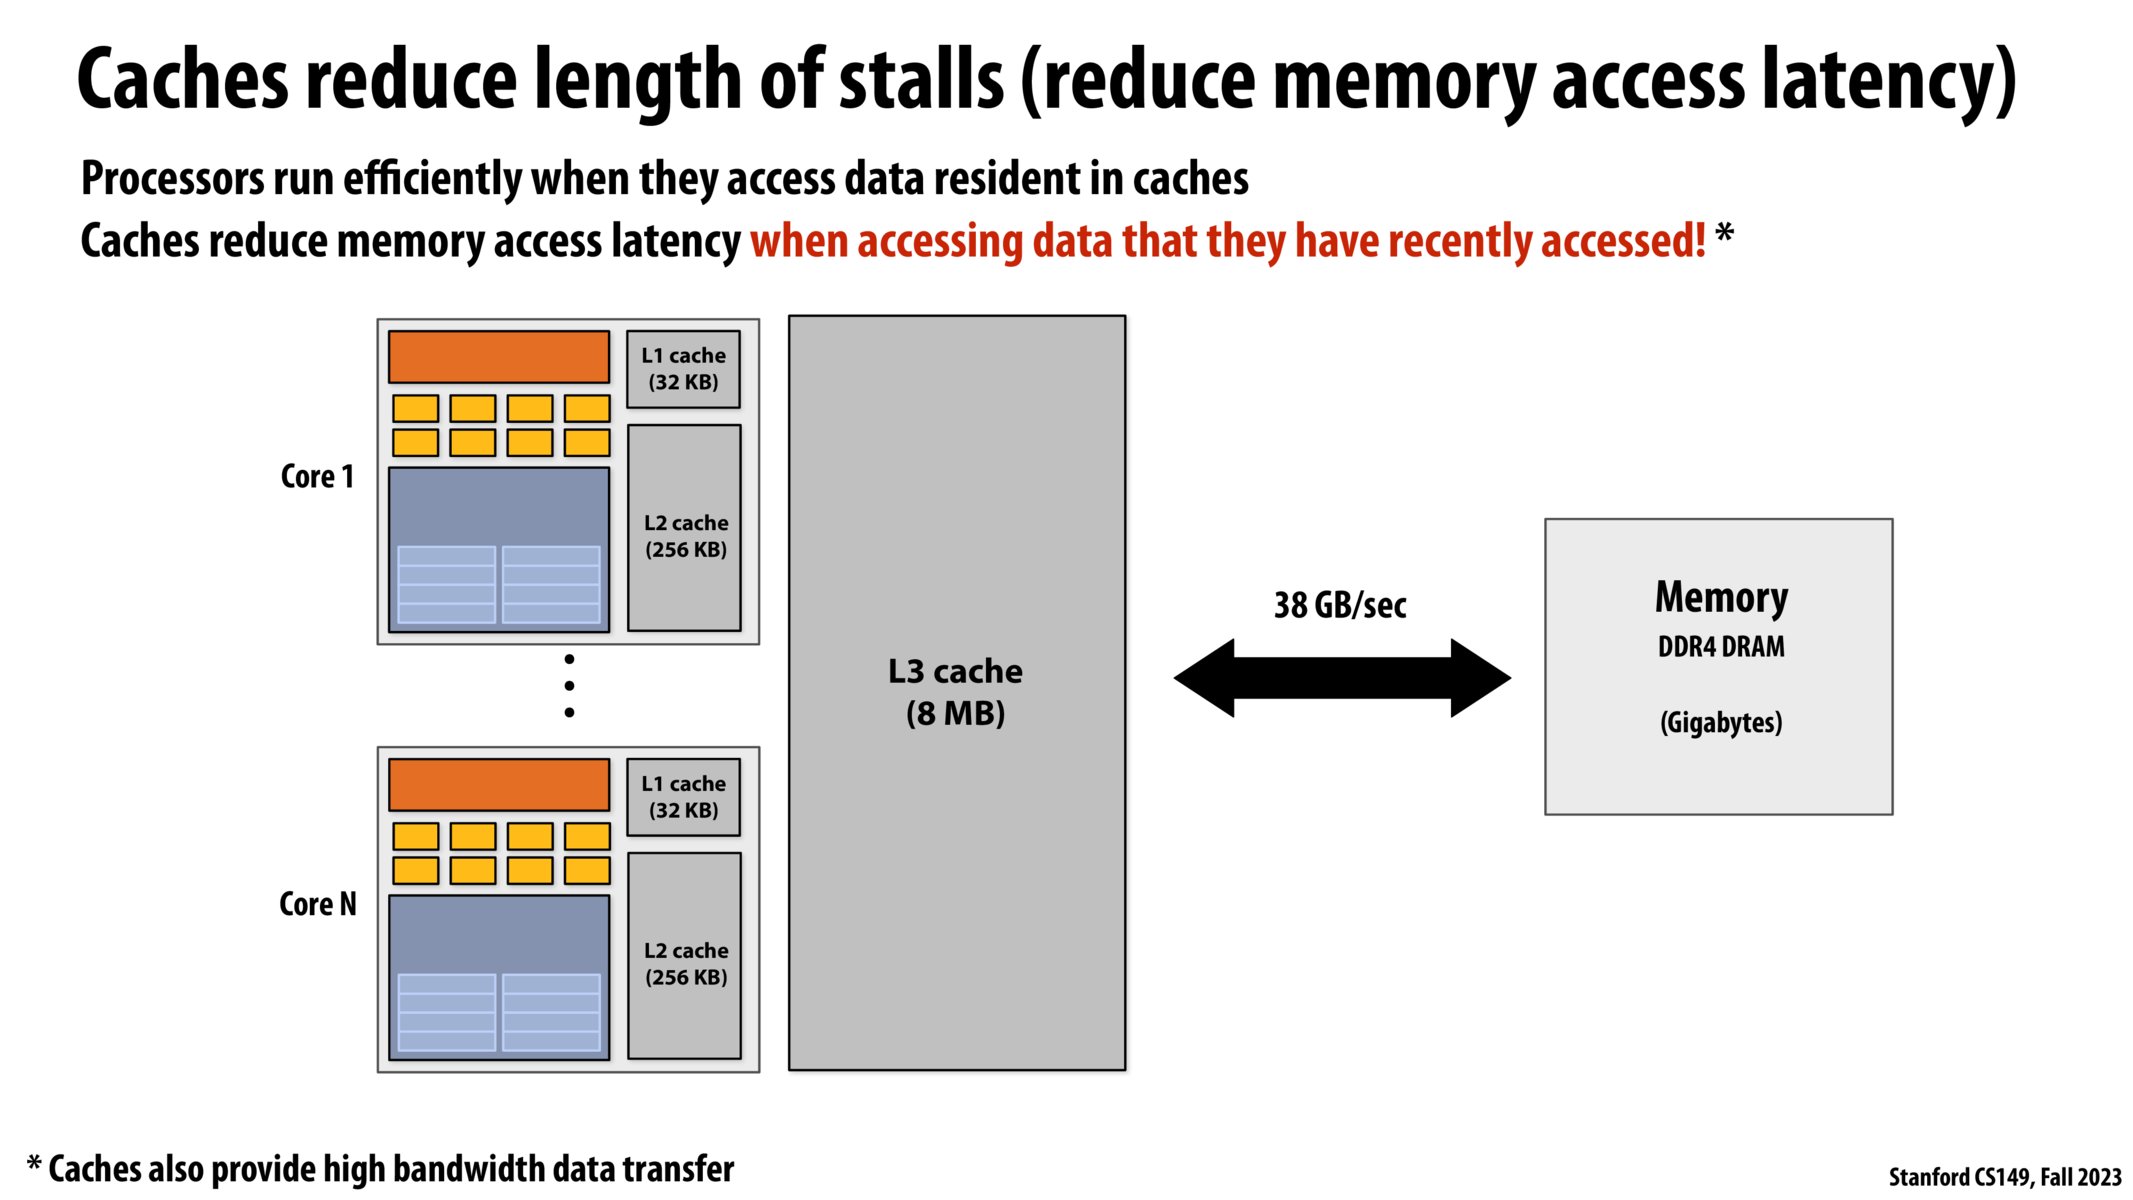 Caches reduce length of stalls (reduce memory access latency)
Processors run efficiently when they access data resident in caches
Caches reduce memory access latency when accessing data that they have recently accessed! *
Core 1
L1 cache
(32 KB)
L2 cache
(256 KB)
Core N
L1 cache
(32 KB)
L2 cache
(256 KB)
L3 cache
(8 MB)
38 GB/sec
Memory
DDR4 DRAM
(Gigabytes)
* Caches also provide high bandwidth data transfer
Stanford CS149, Fall 2023